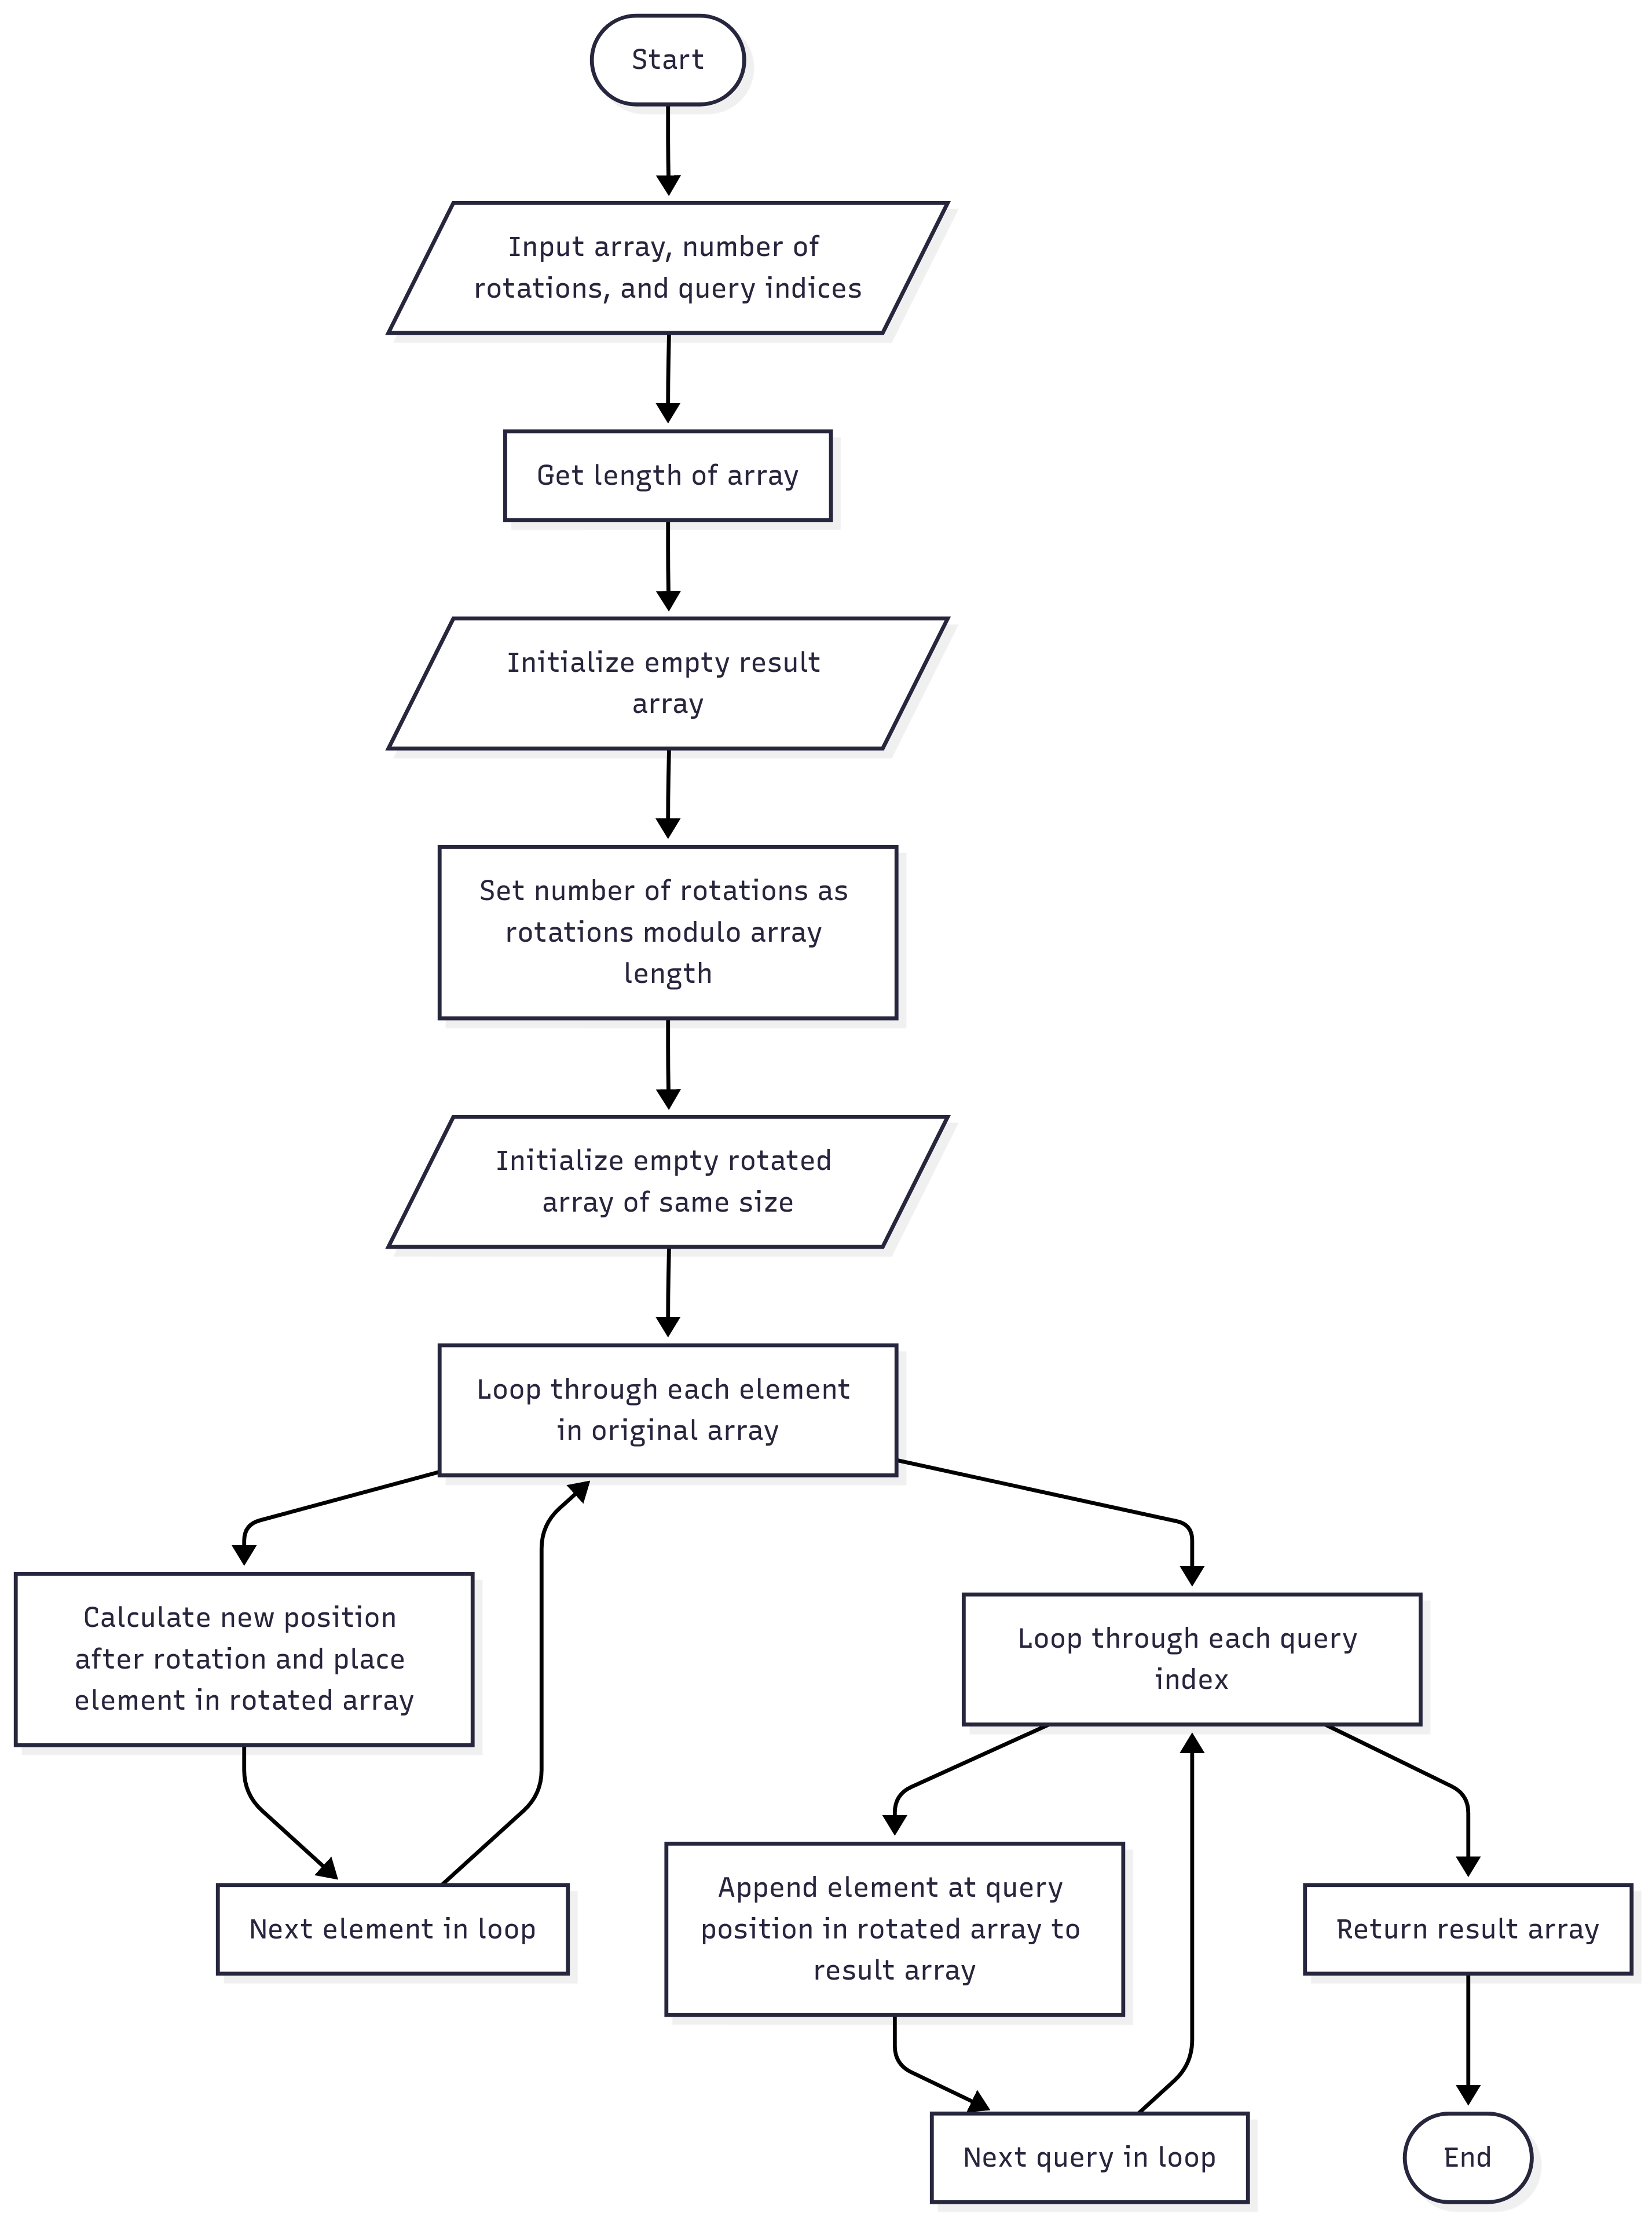 Start
Input array, number of
rotations, and query indices
Get length of array
Initialize empty result
array
Set number of rotations as
rotations modulo array
length
Initialize empty rotated
array of same size
Loop through each element
in original array
Calculate new position
after rotation and place
element in rotated array
Next element in loop
Loop through each query
index
Append element at query
position in rotated array to
result array
Next query in loop
Return result array
End